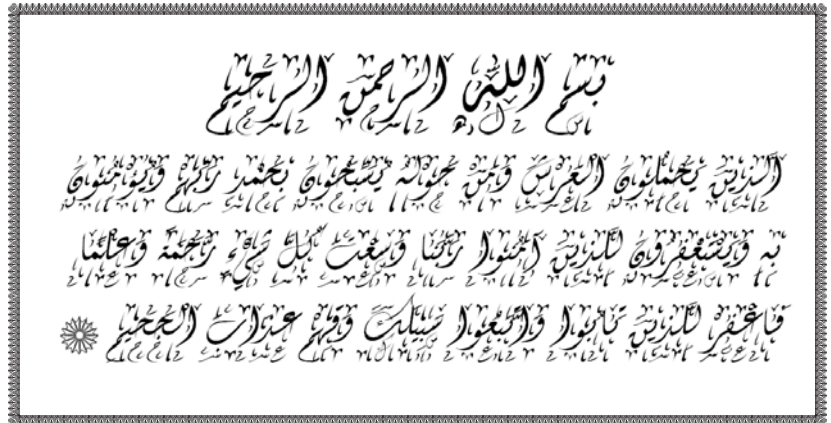 بسم الله الرحمن الرحيم
الذين يحملون العرش ومن حوله يسبحون بحمد ربهم ويؤمنون
به ويستغفرون للذين آمنوا ربنا وسعت كل شيء رحمة وعلما
فاغفر للذين تابوا واتبعوا سبيلك وقهم عذاب الجحيم